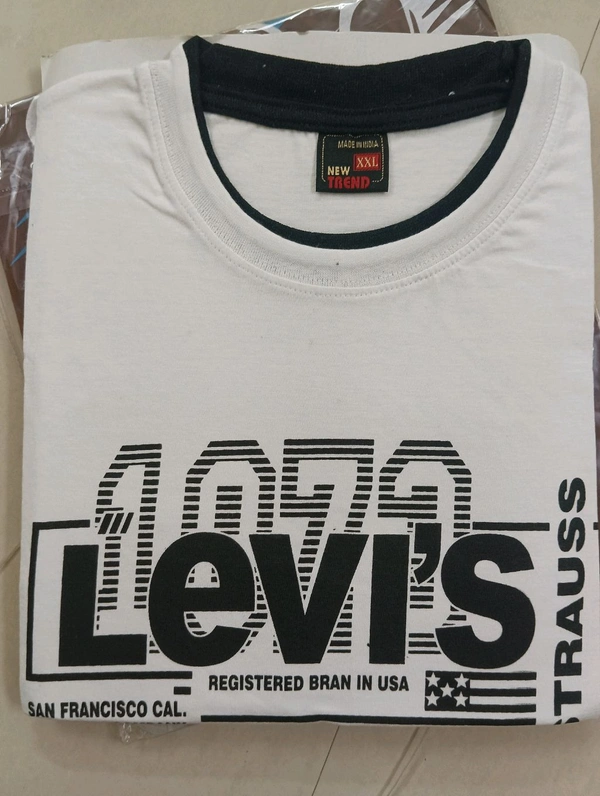 MADE IN INDIA
XXL
NEW
TREND
1873
Levi's
STRAUSS
REGISTERED BRAN IN USA
SAN FRANCISCO CAL.